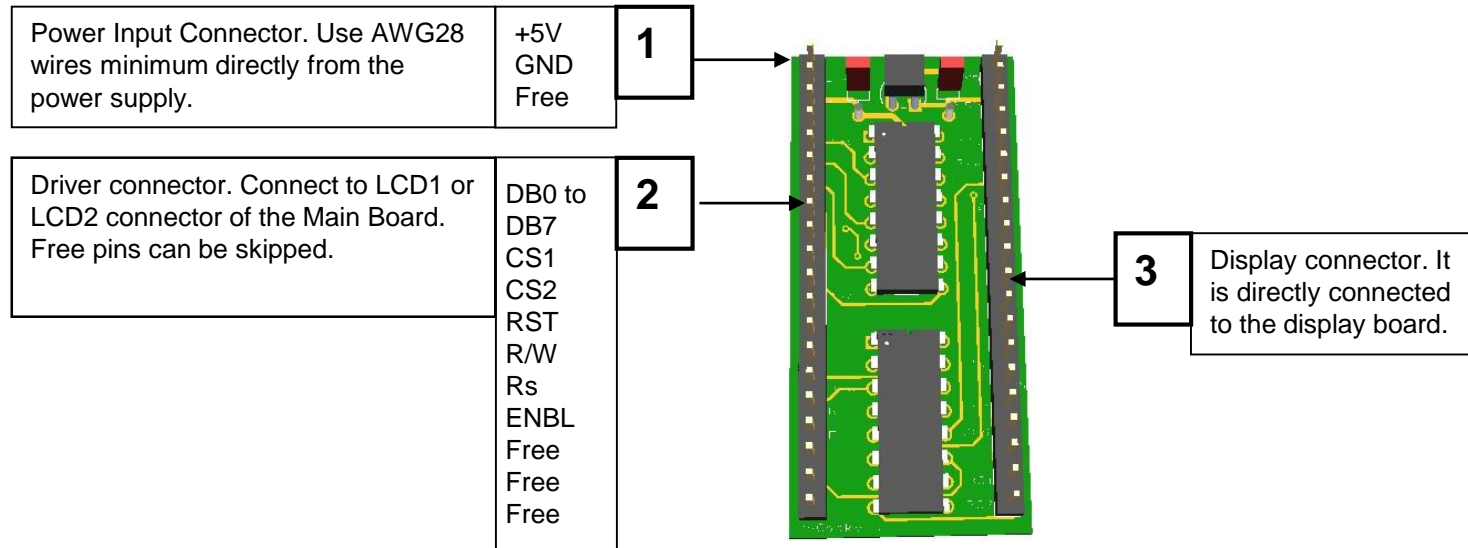 Power Input Connector. Use AWG28
wires minimum directly from the
power supply.
+5V
GND
Free
1
Driver connector. Connect to LCD1 or
LCD2 connector of the Main Board.
Free pins can be skipped.
DB0 to
DB7
CS1
CS2
RST
R/W
Rs
ENBL
Free
Free
Free
2
3
Display connector. It
is directly connected
to the display board.